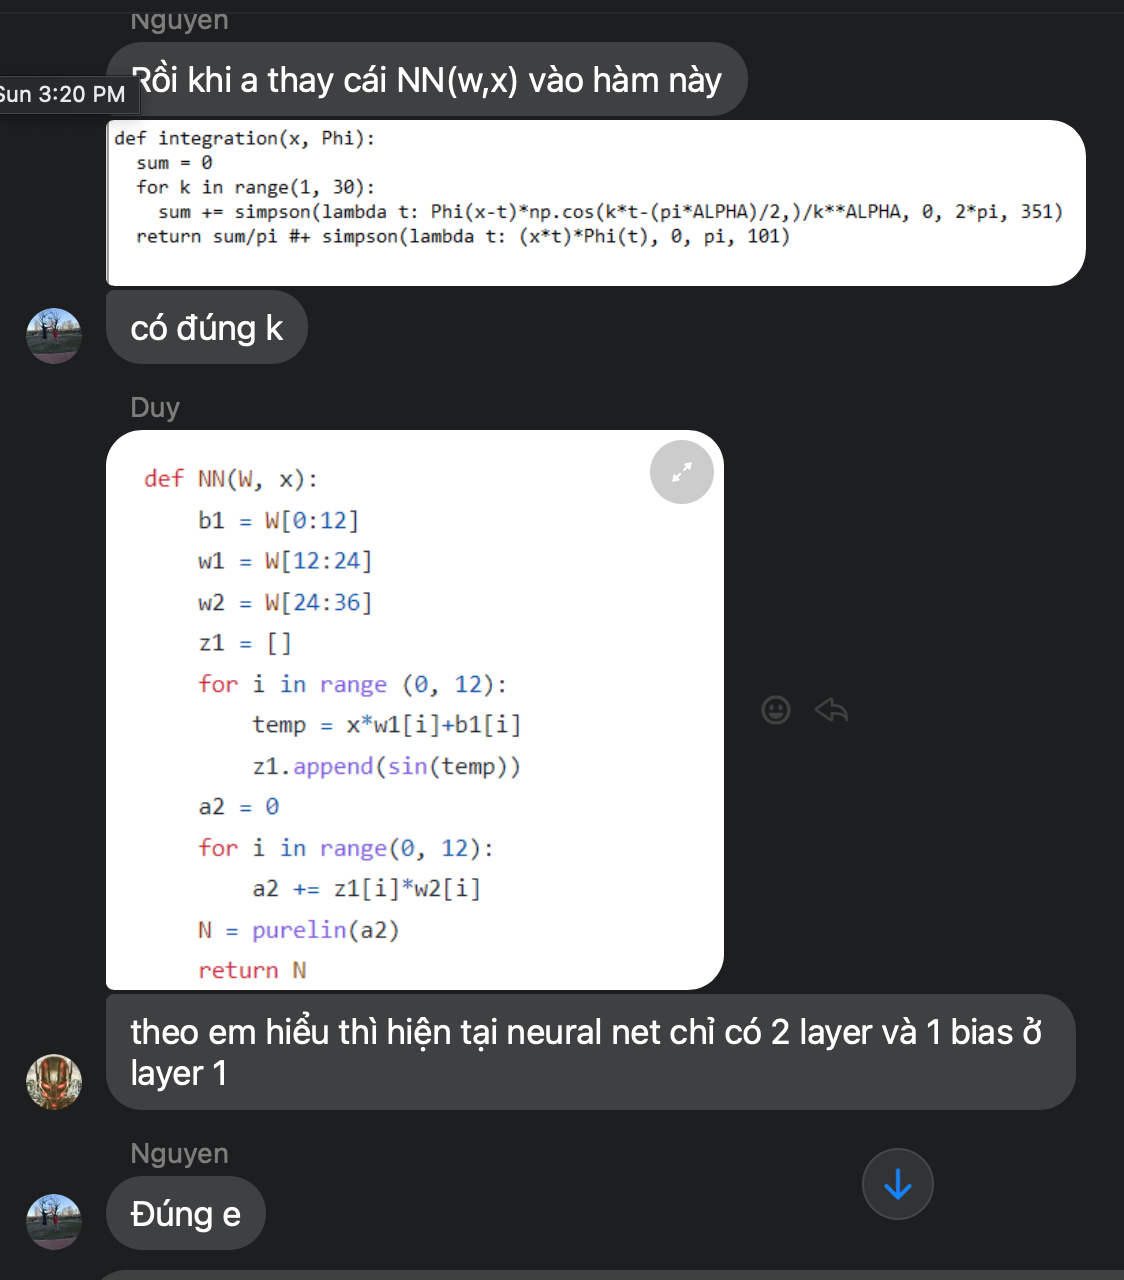 Nguyen
Rồi khi a thay cái NN(w,x) vào hàm này
Sun 3:20 PM
def integration(x, Phi):
sum = 0
for k in range(1, 30):
sum += simpson(lambda t: Phi(x-t)*np.cos(k*t-(pi*ALPHA)/2,)/k**ALPHA, 0, 2*pi, 351)
return sum/pi #+ simpson(lambda t: (x*t)*Phi(t), 0, pi, 101)
có đúng k
Duy
def NN(W, x):
b1 = W[0:12]
w1 = W[12:24]
w2 = W[24:36]
z1 = []
for i in range (0, 12):
temp = x*w1[i]+b1[i]
z1.append(sin(temp))
a2 = 0
for i in range(0, 12):
a2 += z1[i]*w2[i]
N = purelin(a2)
return N
theo em hiểu thì hiện tại neural net chỉ có 2 layer và 1 bias ở
layer 1
Nguyen
Đúng e